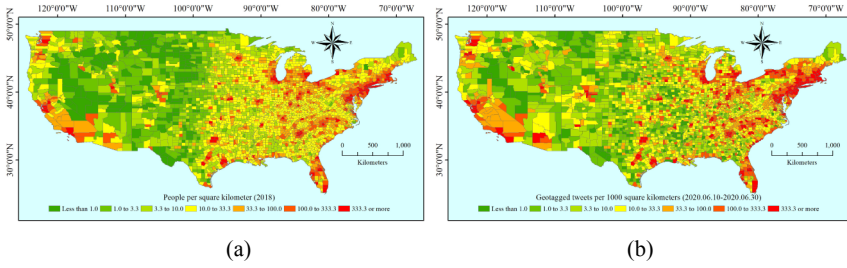 120°0'0"W 110°0'0"W 100°0'0"W 90°0'0"W 80°0'0"W 70°0'0"W
50°0'0"N
40°0'0"N
30°0'0"N
N
W E
S
0 500 1,000
Kilometers
People per square kilometer (2018)
Less than 1.0 1.0 to 3.3 3.3 to 10.0 10.0 to 33.3 33.3 to 100.0 100.0 to 333.3 333.3 or more
(a)
120°0'0"W 110°0'0"W 100°0'0"W 90°0'0"W 80°0'0"W 70°0'0"W
50°0'0"N
40°0'0"N
30°0'0"N
N
W E
S
0 500 1,000
Kilometers
Geotagged tweets per 1000 square kilometers (2020.06.10-2020.06.30)
Less than 1.0 1.0 to 3.3 3.3 to 10.0 10.0 to 33.3 33.3 to 100.0 100.0 to 333.3 333.3 or more
(b)